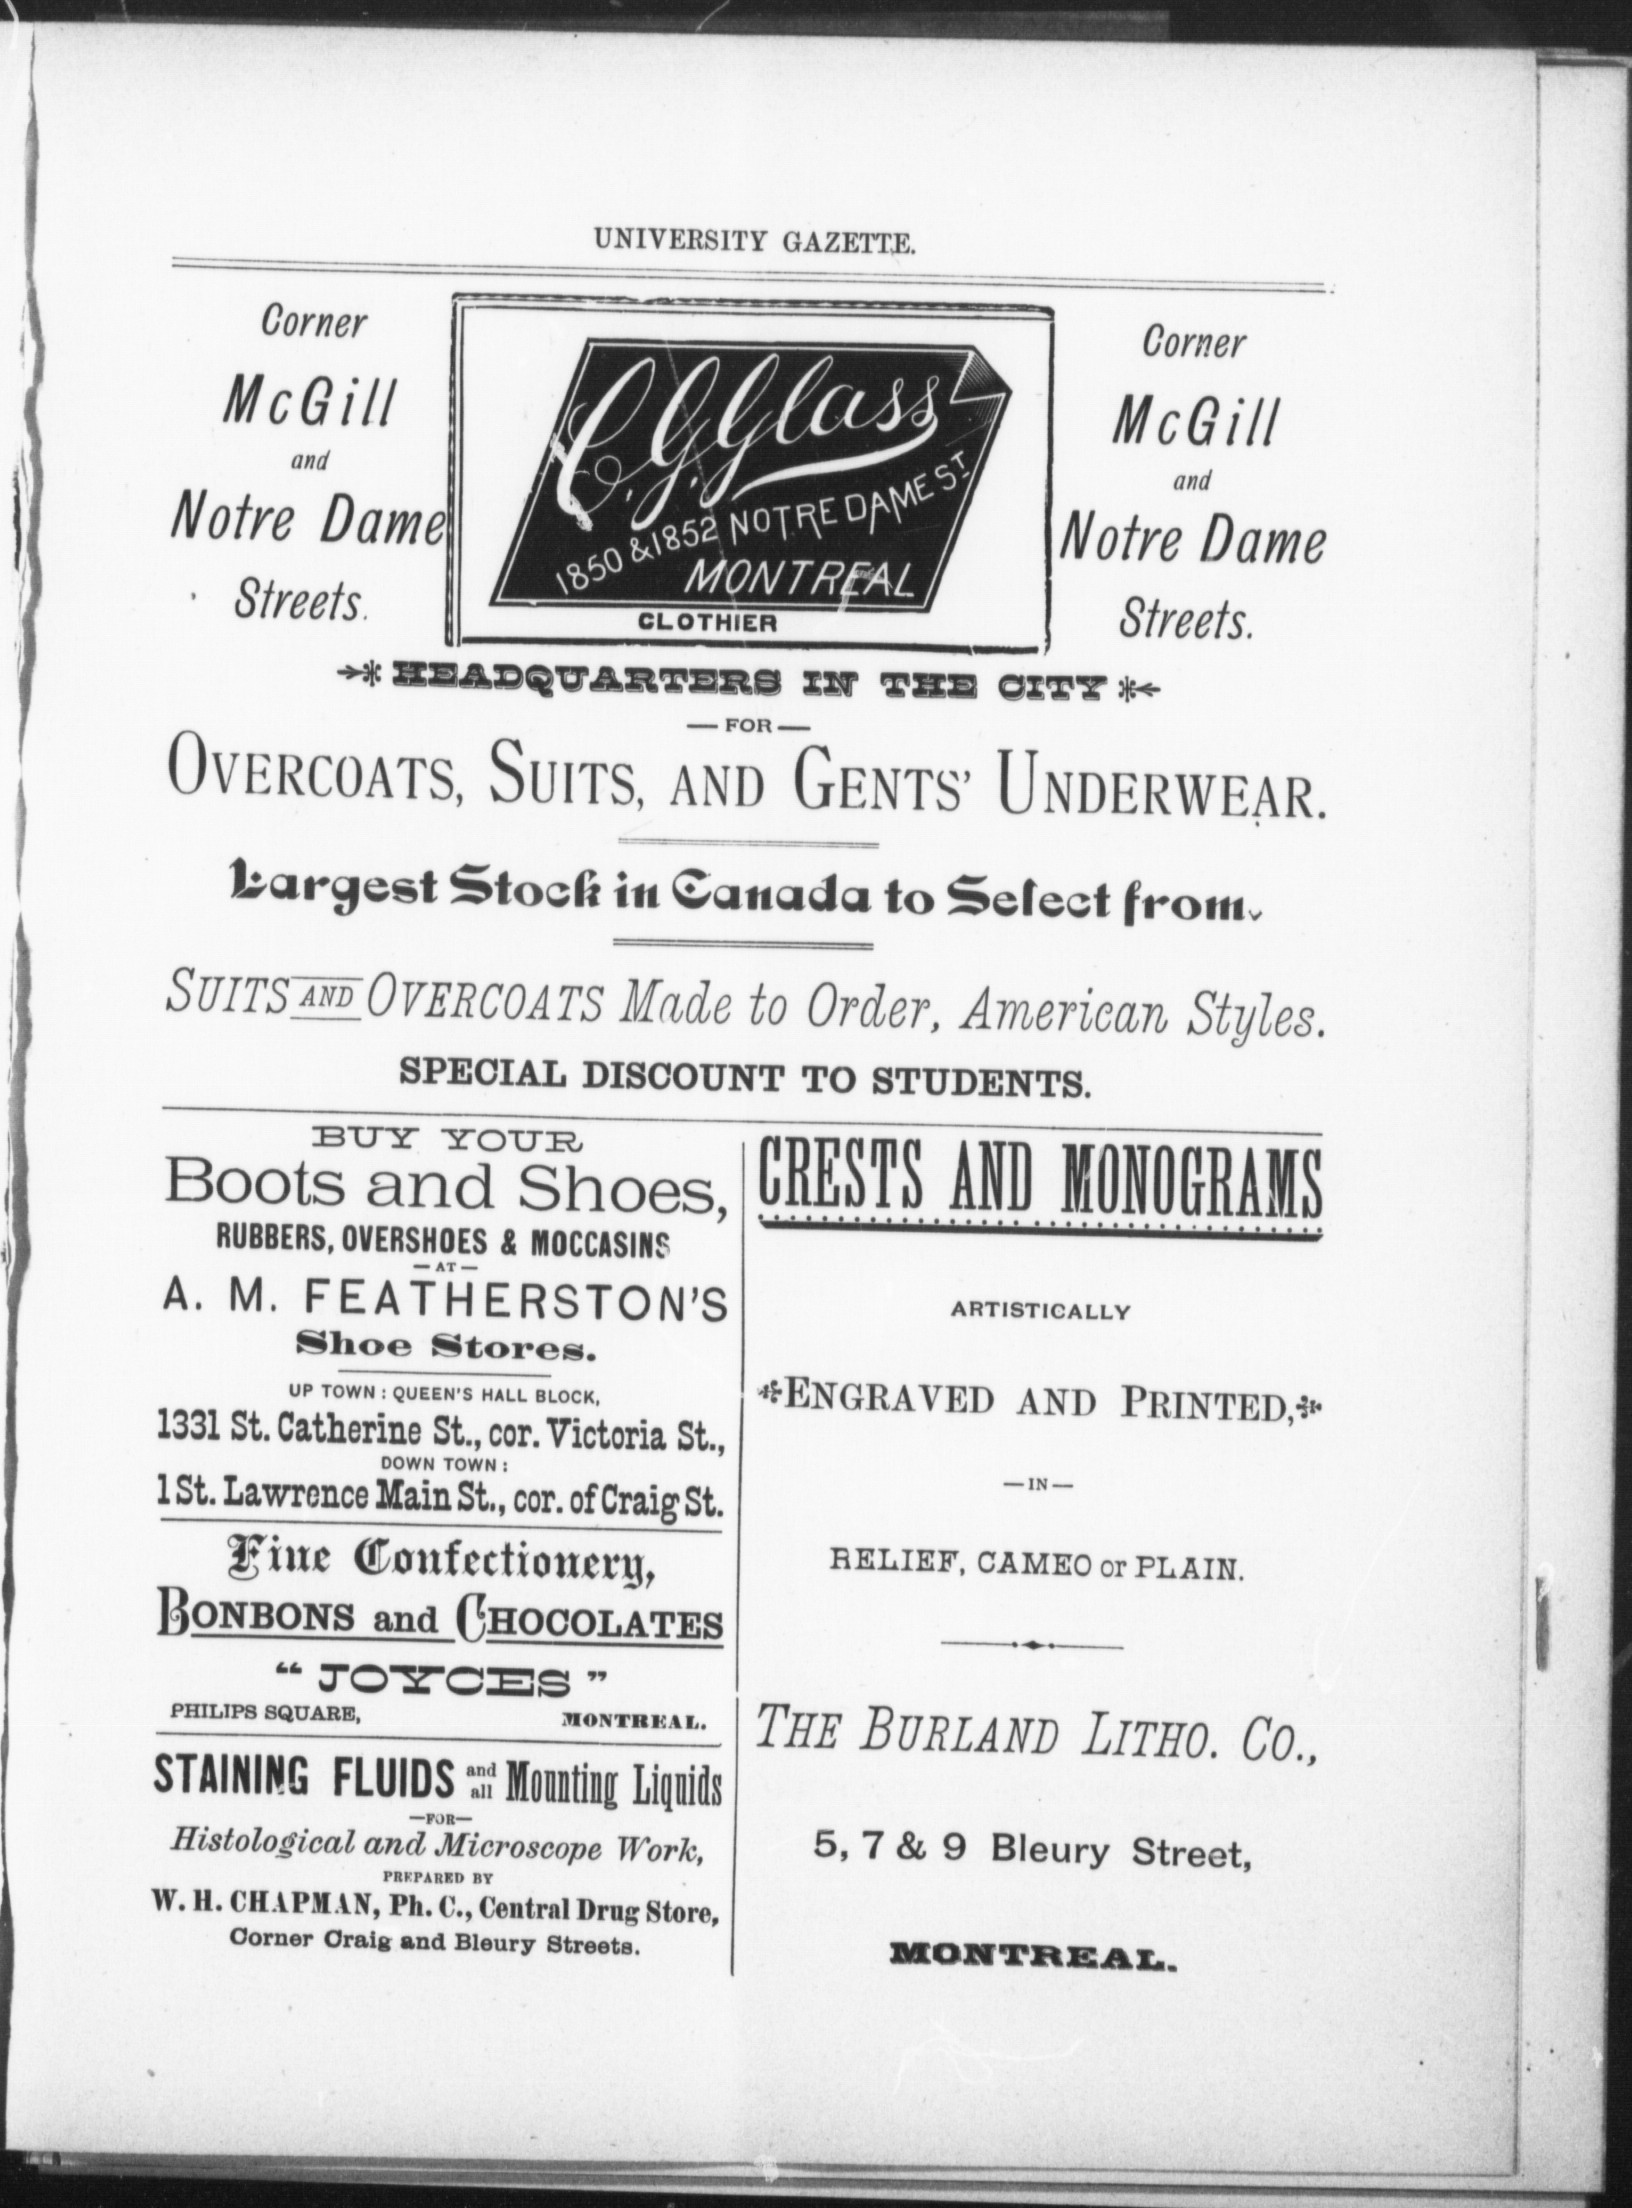 UNIVERSITY GAZETTE.
Corner
McGill
and
Notre Dame
Streets.
C. G. Glass
1850 & 1852 NOTRE DAME ST
MONTREAL
CLOTHIER
Corner
McGill
and
Notre Dame
Streets.
HEADQUARTERS IN THE CITY
— FOR —
OVERCOATS, SUITS, AND GENTS' UNDERWEAR.
Largest Stock in Canada to Select from.
SUITS AND OVERCOATS Made to Order, American Styles.
SPECIAL DISCOUNT TO STUDENTS.
BUY YOUR
Boots and Shoes,
RUBBERS, OVERSHOES & MOCCASINS
— AT —
A. M. FEATHERSTON'S
Shoe Stores.
UP TOWN : QUEEN'S HALL BLOCK,
1331 St. Catherine St., cor. Victoria St.,
DOWN TOWN :
1 St. Lawrence Main St., cor. of Craig St.
Fine Confectionery,
BONBONS and CHOCOLATES
" JOYCES "
PHILIPS SQUARE, MONTREAL.
STAINING FLUIDS and all Mounting Liquids
—FOR—
Histological and Microscope Work,
PREPARED BY
W. H. CHAPMAN, Ph. C., Central Drug Store,
Corner Craig and Bleury Streets.
CRESTS AND MONOGRAMS
ARTISTICALLY
ENGRAVED AND PRINTED,
— IN —
RELIEF, CAMEO or PLAIN.
THE BURLAND LITHO. CO.,
5, 7 & 9 Bleury Street,
MONTREAL.